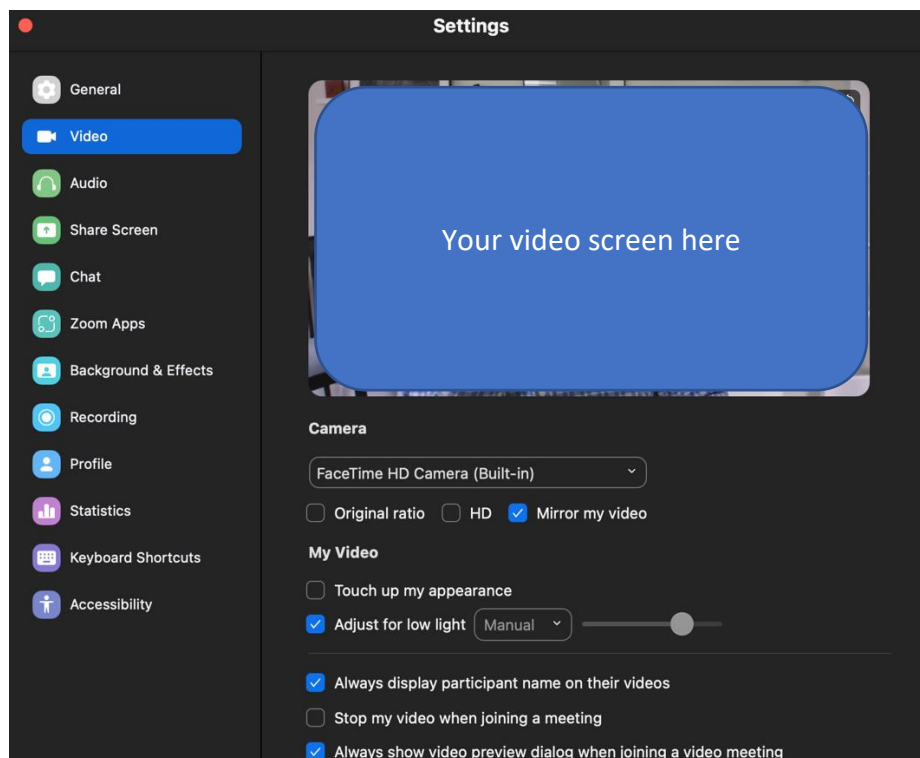 Settings
General
Video
Audio
Share Screen
Chat
Zoom Apps
Background & Effects
Recording
Profile
Statistics
Keyboard Shortcuts
Accessibility
Your video screen here
Camera
FaceTime HD Camera (Built-in)
Original ratio HD Mirror my video
My Video
Touch up my appearance
Adjust for low light Manual
Always display participant name on their videos
Stop my video when joining a meeting
Always show video preview dialog when joining a video meeting